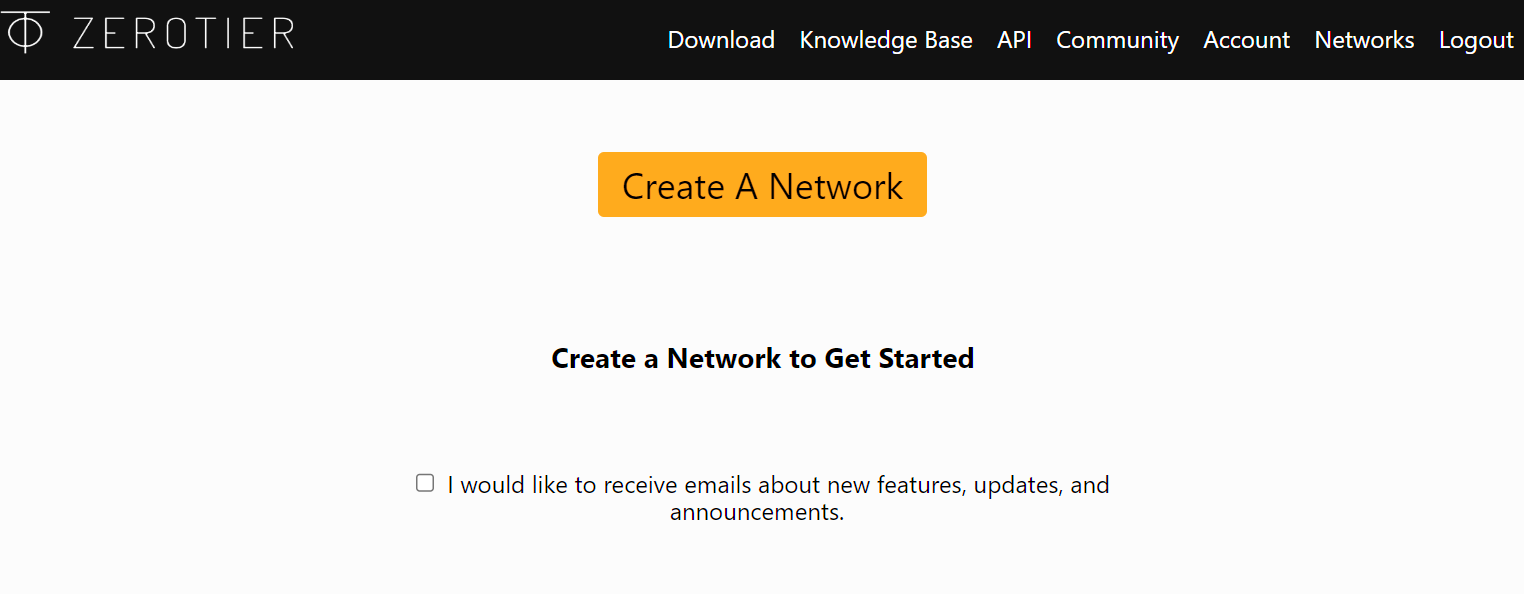 ZEROTIER
Download Knowledge Base API Community Account Networks Logout
Create A Network
Create a Network to Get Started
I would like to receive emails about new features, updates, and
announcements.